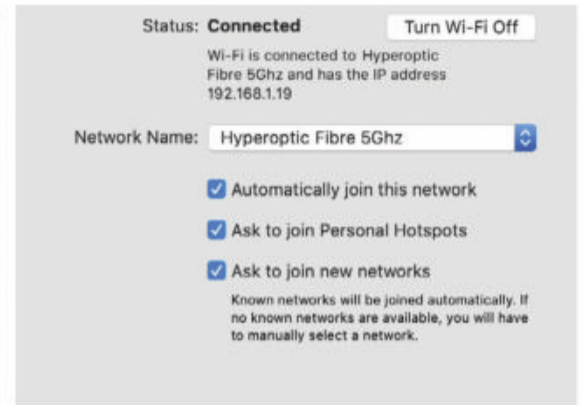 Status: Connected
Turn Wi-Fi Off
Wi-Fi is connected to Hyperoptic
Fibre 5Ghz and has the IP address
192.168.1.19
Network Name: Hyperoptic Fibre 5Ghz
Automatically join this network
Ask to join Personal Hotspots
Ask to join new networks
Known networks will be joined automatically. If
no known networks are available, you will have
to manually select a network.